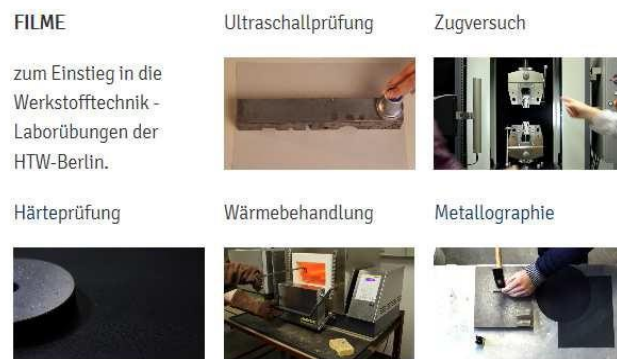 FILME
zum Einstieg in die
Werkstofftechnik -
Laborübungen der
HTW-Berlin.
Ultraschallprüfung
Zugversuch
Härteprüfung
Wärmebehandlung
Metallographie